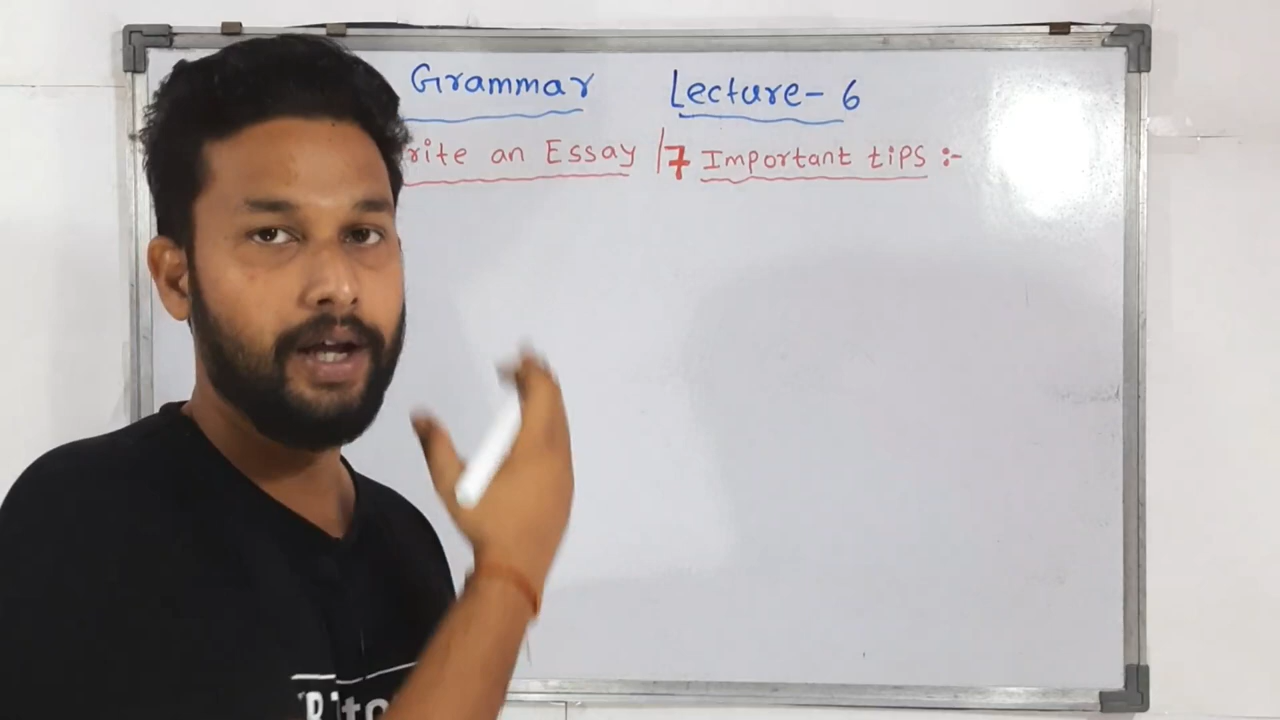 Grammar Lecture- 6
rite an Essay / 7 Important tips :-